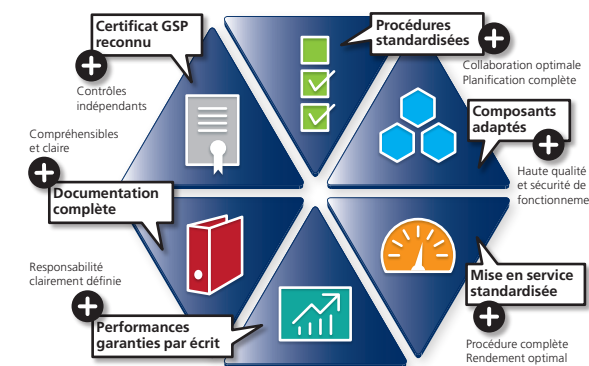 Certificat GSP
reconnu
Contrôles
indépendants
Procédures
standardisées
Collaboration optimale
Planification complète
Composants
adaptés
Haute qualité
et sécurité de
fonctionneme
Mise en service
standardisée
Procédure complète
Rendement optimal
Performances
garanties par écrit
Responsabilité
clairement définie
Documentation
complète
Compréhensibles
et claire